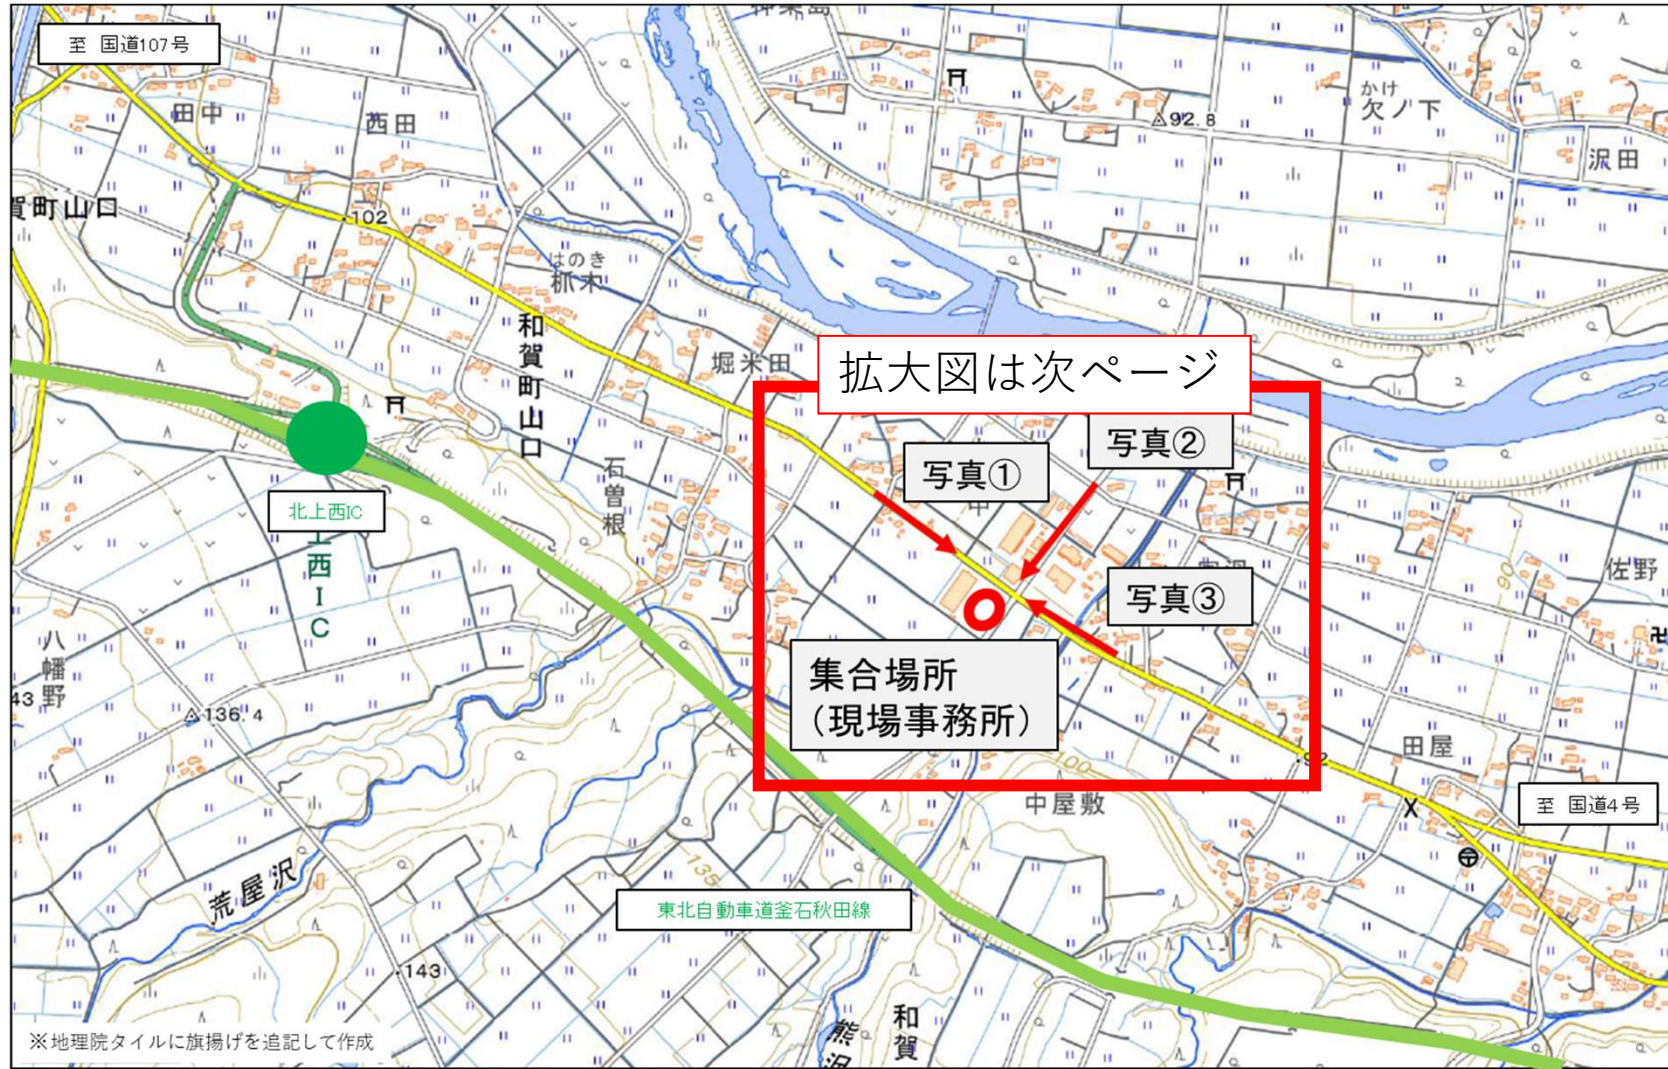 至 国道107号
田中
西田
賀町山口
102
はのき
和賀町山口
堀米田
石曽根
△92.8
かけ
欠ノ下
沢田
拡大図は次ページ
写真①
写真②
写真③
集合場所
（現場事務所）
北上西IC
上西IC
八幡野
43
△136.4
佐野
90
92
田屋
至 国道4号
100
中屋敷
135
東北自動車道釜石秋田線
荒屋沢
143
和賀
※地理院タイルに旗揚げを追記して作成